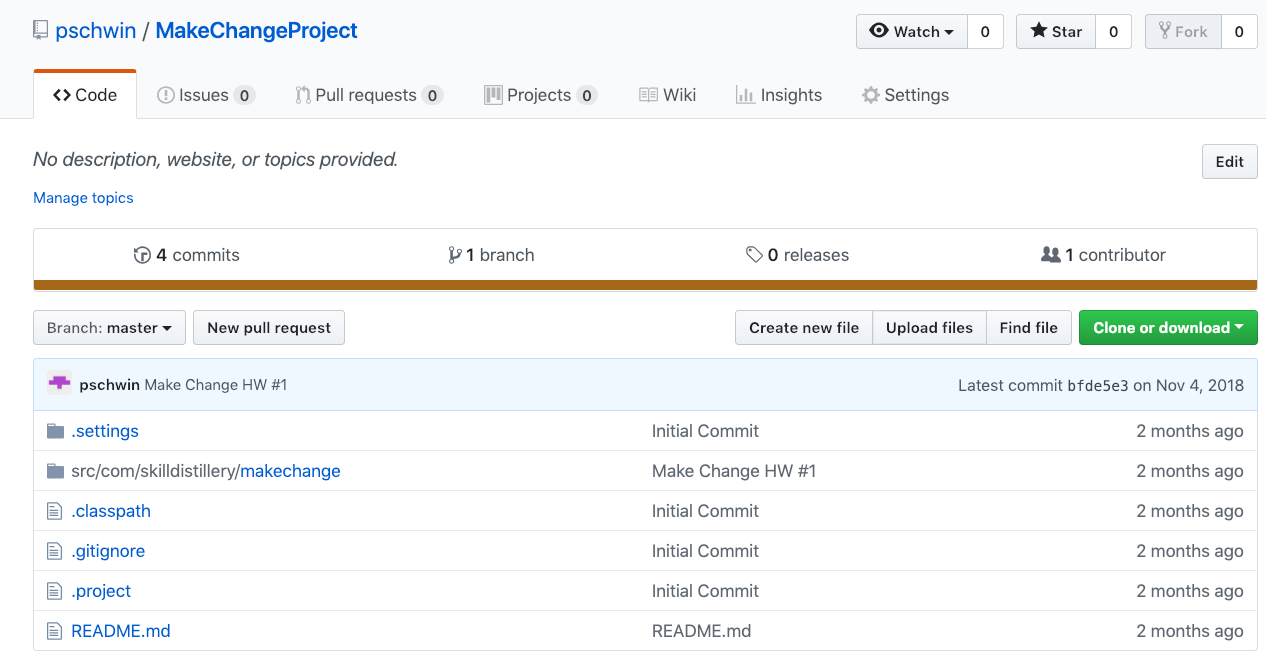 pschwin / MakeChangeProject
Watch 0 Star 0 Fork 0
Code Issues 0 Pull requests 0 Projects 0 Wiki Insights Settings
No description, website, or topics provided.
Edit
Manage topics
4 commits 1 branch 0 releases 1 contributor
Branch: master New pull request Create new file Upload files Find file Clone or download
pschwin Make Change HW #1 Latest commit bfde5e3 on Nov 4, 2018
.settings Initial Commit 2 months ago
src/com/skilldistillery/makechange Make Change HW #1 2 months ago
.classpath Initial Commit 2 months ago
.gitignore Initial Commit 2 months ago
.project Initial Commit 2 months ago
README.md README.md 2 months ago